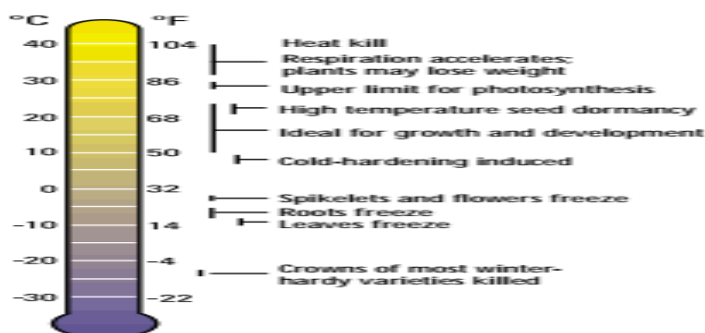 °C °F
40 104 Heat kill
Respiration accelerates;
plants may lose weight
30 86 Upper limit for photosynthesis
High temperature seed dormancy
20 68 Ideal for growth and development
10 50 Cold-hardening induced
0 32 Spikelets and flowers freeze
Roots freeze
-10 14 Leaves freeze
-20 -4 Crowns of most winter-
hardy varieties killed
-30 -22